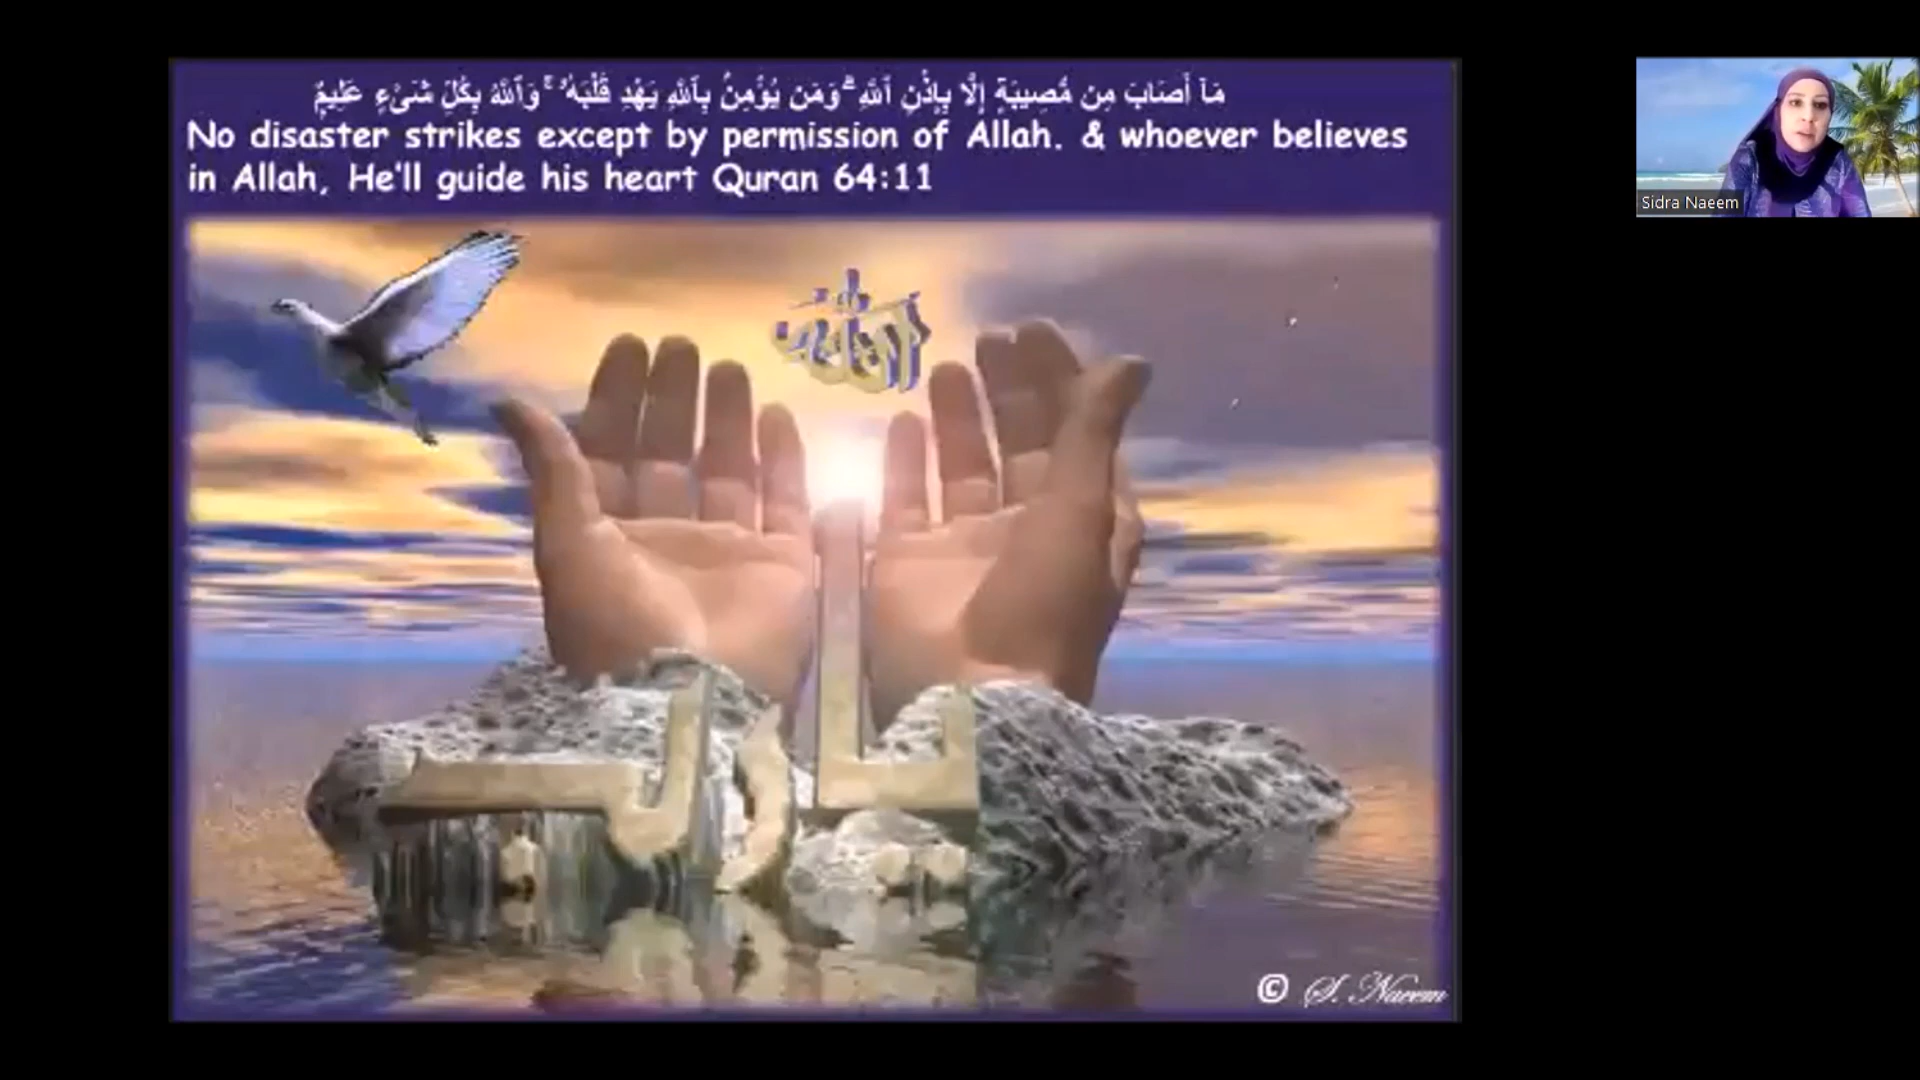 مَآ أَصَابَ مِن مُّصِيبَةٍ إِلَّا بِإِذْنِ ٱللَّهِ ۗ وَمَن يُؤْمِنۢ بِٱللَّهِ يَهْدِ قَلْبَهُۥ ۚ وَٱللَّهُ بِكُلِّ شَىْءٍ عَلِيمٌ
No disaster strikes except by permission of Allah. & whoever believes
in Allah, He'll guide his heart Quran 64:11
الله
© S. Naeem
Sidra Naeem